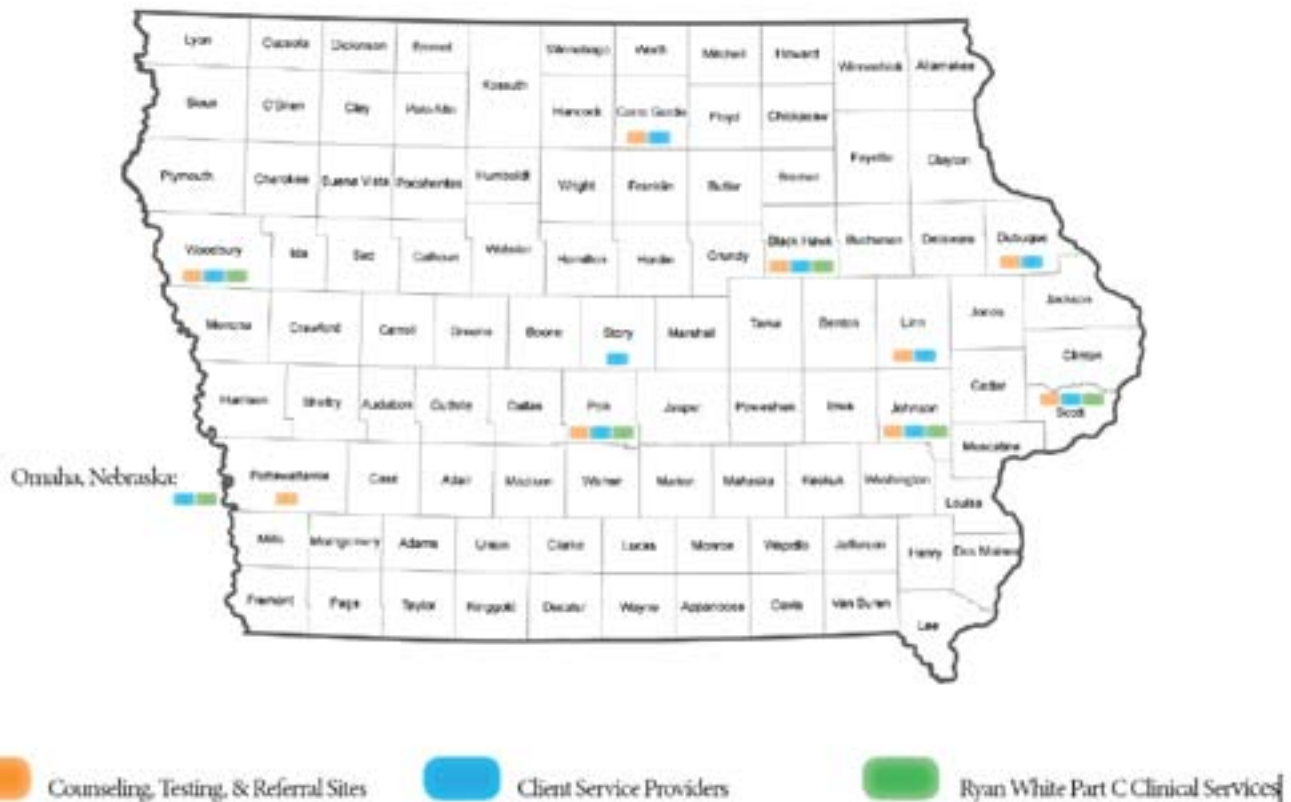 Lyon Osceola Dickinson Emmet Winnebago Worth Mitchell Howard Winneshiek Allamakee
Kossuth
Sioux O'Brien Clay Palo Alto Hancock Cerro Gordo Floyd Chickasaw
Fayette Clayton
Plymouth Cherokee Buena Vista Pocahontas Humboldt Wright Franklin Butler Bremer
Woodbury Ida Sac Calhoun Webster Hamilton Hardin Grundy Black Hawk Buchanan Delaware Dubuque
Monona Crawford Carroll Greene Boone Story Marshall Tama Benton Linn Jones Jackson
Clinton
Harrison Shelby Audubon Guthrie Dallas Polk Jasper Poweshiek Iowa Johnson Cedar Scott
Muscatine
Omaha, Nebraska:
Pottawattamie Cass Adair Madison Warren Marion Mahaska Keokuk Washington
Louisa
Mills Montgomery Adams Union Clarke Lucas Monroe Wapello Jefferson Henry Des Moines
Fremont Page Taylor Ringgold Decatur Wayne Appanoose Davis Van Buren
Lee
Counseling, Testing, & Referral Sites
Client Service Providers
Ryan White Part C Clinical Services